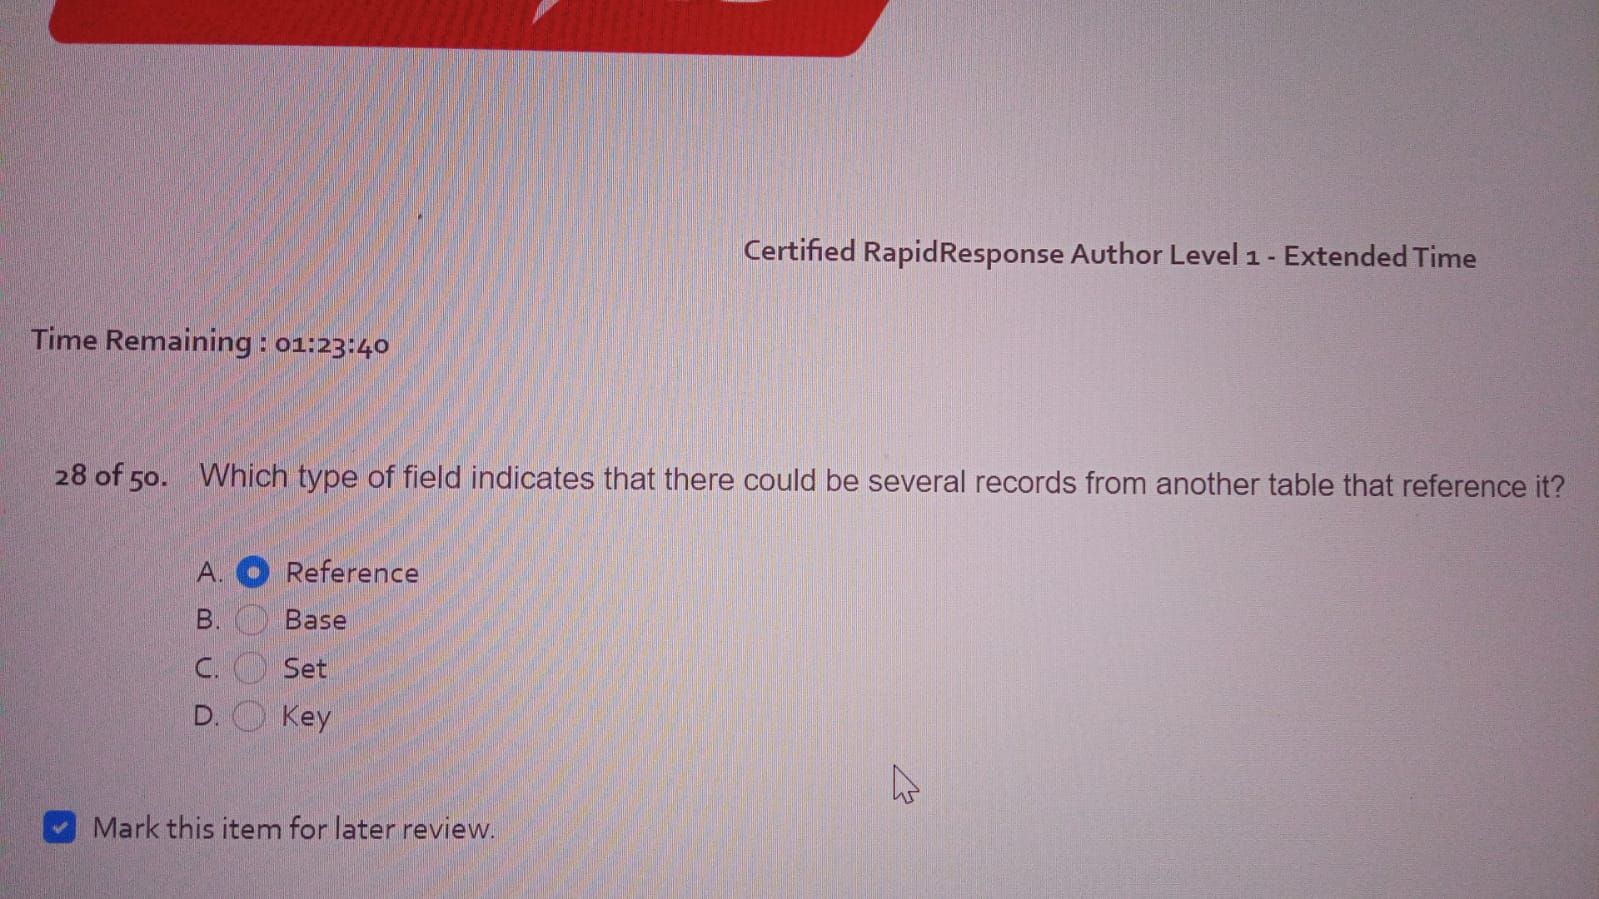 Certified RapidResponse Author Level 1 - Extended Time
Time Remaining : 01:23:40
28 of 50. Which type of field indicates that there could be several records from another table that reference it?
A. Reference
B. Base
C. Set
D. Key
Mark this item for later review.